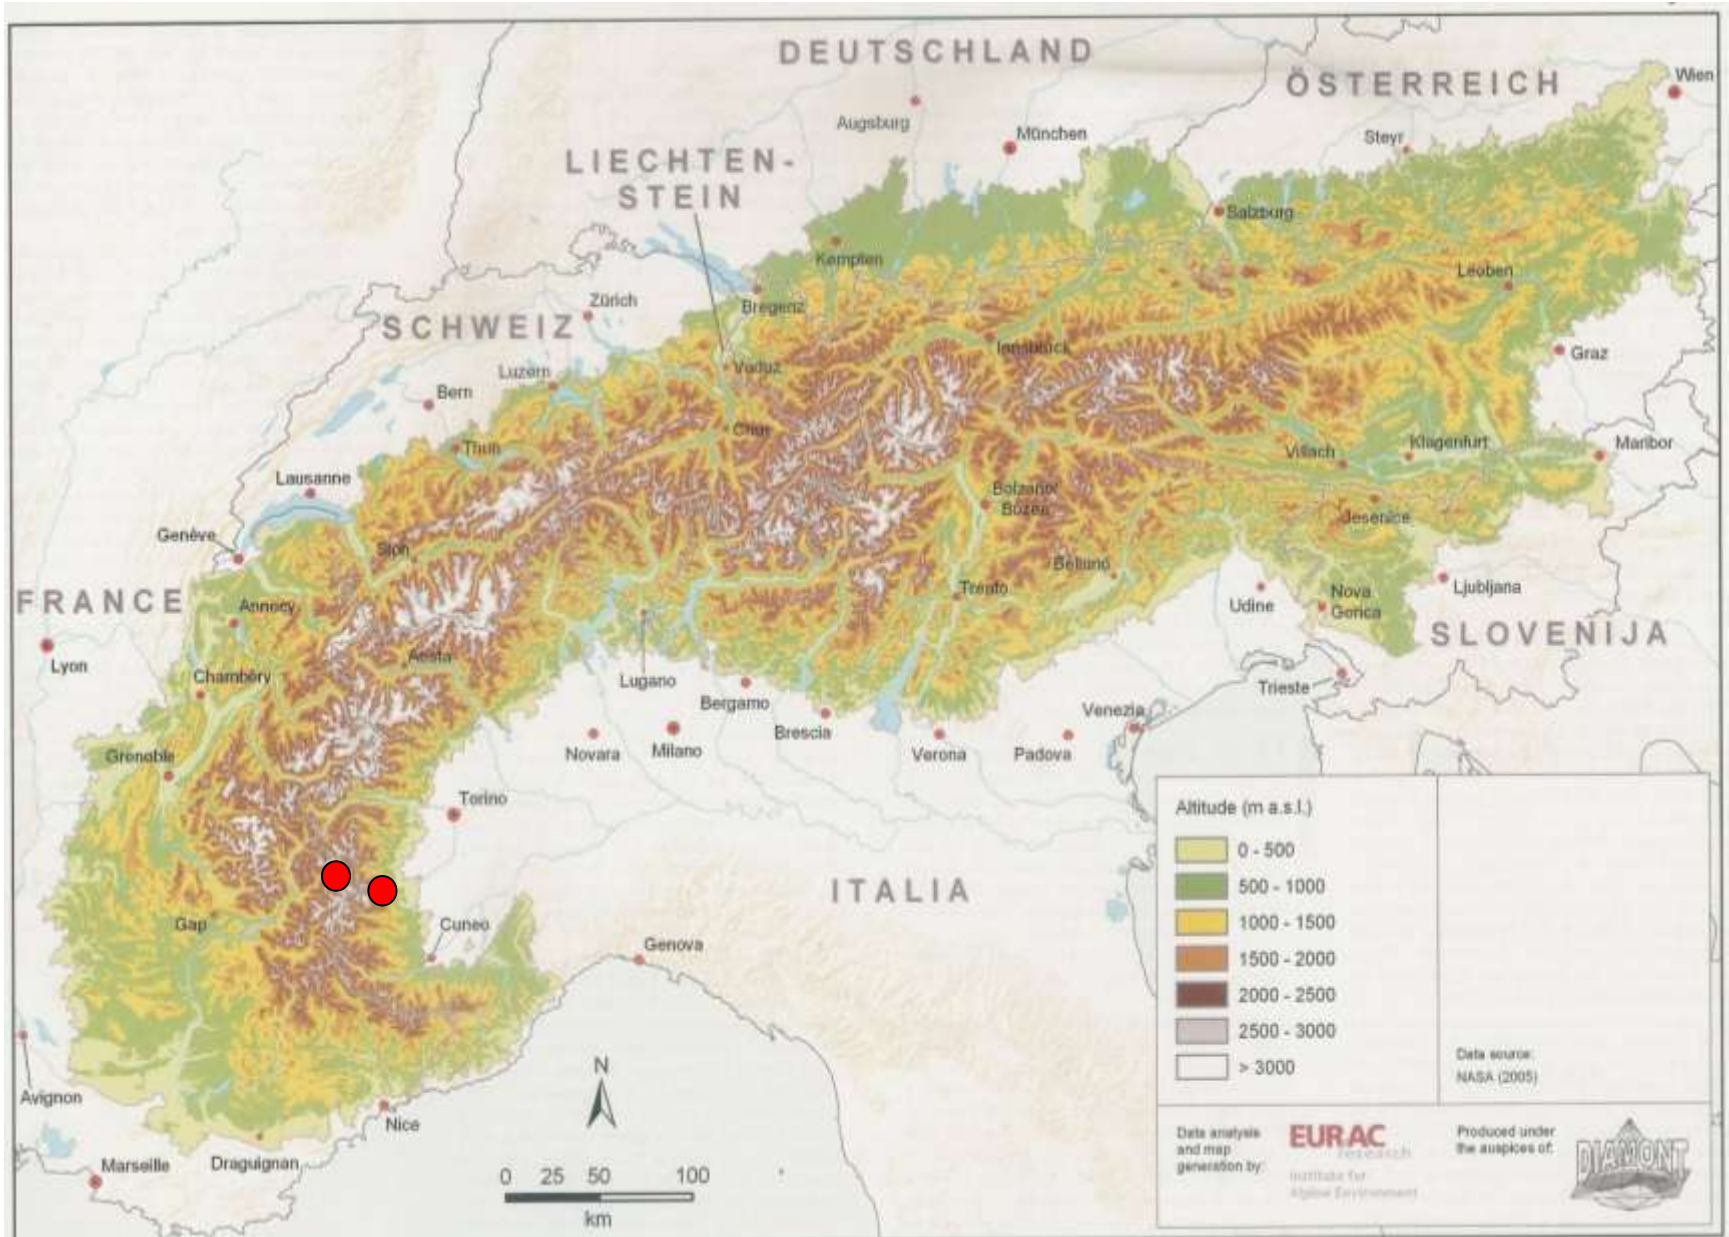 DEUTSCHLAND
ÖSTERREICH
Wien
Augsburg
München
Steyr
LIECHTEN-
STEIN
Salzburg
Kempten
Leoben
Bregenz
Zürich
SCHWEIZ
Innsbruck
Graz
Luzern
Vaduz
Bern
Chur
Thun
Villach
Klagenfurt
Maribor
Lausanne
Bolzano/
Bozen
Jesenice
Genève
Sion
Belluno
Trento
Ljubljana
FRANCE
Annecy
Udine
Nova
Gorica
SLOVENIJA
Lyon
Aosta
Chambéry
Lugano
Trieste
Bergamo
Venezia
Brescia
Grenoble
Novara
Milano
Verona
Padova
Torino
Altitude (m a.s.l.)
0 - 500
500 - 1000
1000 - 1500
1500 - 2000
2000 - 2500
2500 - 3000
> 3000
ITALIA
Gap
Cuneo
Genova
Data source:
NASA (2005)
N
Avignon
Nice
Marseille
Draguignan
0 25 50 100
km
Data analysis
and map
generation by:
EURAC
research
Institute for
Alpine Environment
Produced under
the auspices of:
DIAMONT